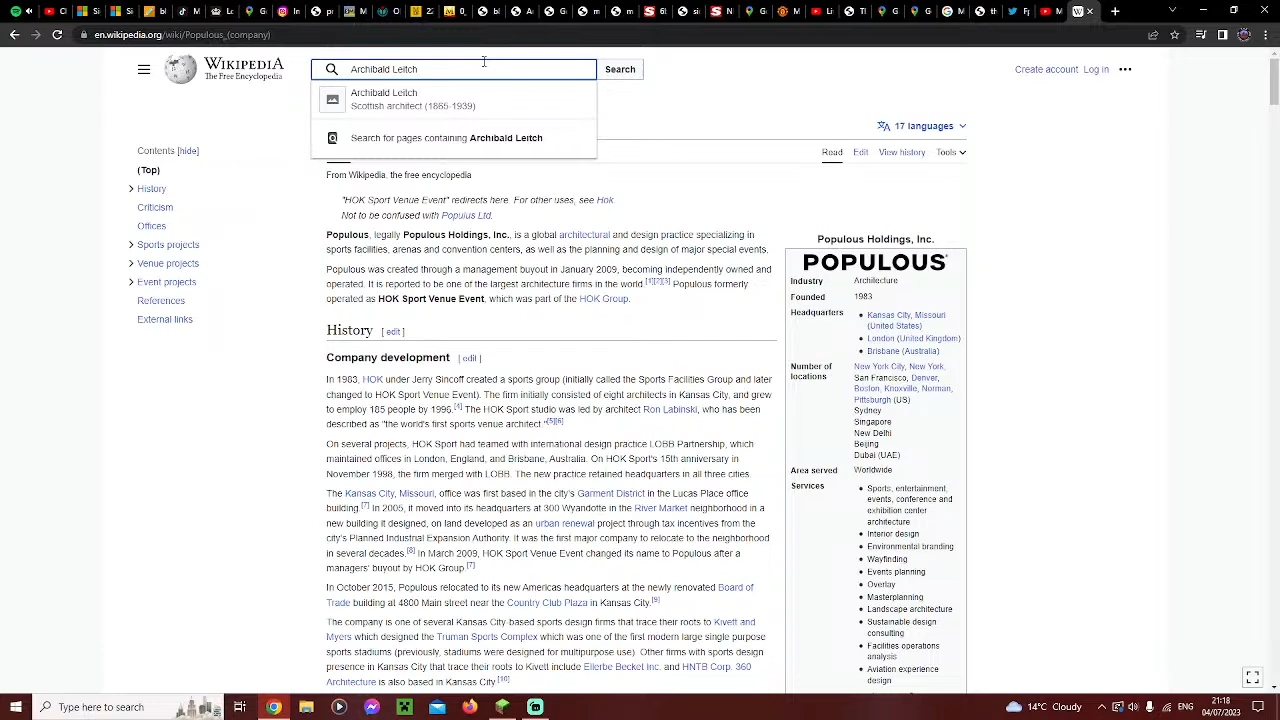 en.wikipedia.org/wiki/Populous_(company)
WIKIPEDIA
The Free Encyclopedia
Archibald Leitch
Search
Create account Log in
Archibald Leitch
Scottish architect (1865-1939)
Search for pages containing Archibald Leitch
17 languages
Read Edit View history Tools
Contents [hide]
(Top)
History
Criticism
Offices
Sports projects
Venue projects
Event projects
References
External links
From Wikipedia, the free encyclopedia
"HOK Sport Venue Event" redirects here. For other uses, see Hok.
Not to be confused with Populus Ltd.
Populous, legally Populous Holdings, Inc., is a global architectural and design practice specializing in
sports facilities, arenas and convention centers, as well as the planning and design of major special events.
Populous was created through a management buyout in January 2009, becoming independently owned and
operated. It is reported to be one of the largest architecture firms in the world.[1][2][3] Populous formerly
operated as HOK Sport Venue Event, which was part of the HOK Group.
History [ edit ]
Company development [ edit ]
In 1983, HOK under Jerry Sincoff created a sports group (initially called the Sports Facilities Group and later
changed to HOK Sport Venue Event). The firm initially consisted of eight architects in Kansas City, and grew
to employ 185 people by 1996.[4] The HOK Sport studio was led by architect Ron Labinski, who has been
described as "the world's first sports venue architect."[5][6]
On several projects, HOK Sport had teamed with international design practice LOBB Partnership, which
maintained offices in London, England, and Brisbane, Australia. On HOK Sport's 15th anniversary in
November 1998, the firm merged with LOBB. The new practice retained headquarters in all three cities.
The Kansas City, Missouri, office was first based in the city's Garment District in the Lucas Place office
building.[7] In 2005, it moved into its headquarters at 300 Wyandotte in the River Market neighborhood in a
new building it designed, on land developed as an urban renewal project through tax incentives from the
city's Planned Industrial Expansion Authority. It was the first major company to relocate to the neighborhood
in several decades.[8] In March 2009, HOK Sport Venue Event changed its name to Populous after a
managers' buyout by HOK Group.[7]
In October 2015, Populous relocated to its new Americas headquarters at the newly renovated Board of
Trade building at 4800 Main street near the Country Club Plaza in Kansas City.[9]
The company is one of several Kansas City-based sports design firms that trace their roots to Kivett and
Myers which designed the Truman Sports Complex which was one of the first modern large single purpose
sports stadiums (previously, stadiums were designed for multipurpose use). Other firms with sports design
presence in Kansas City that trace their roots to Kivett include Ellerbe Becket Inc. and HNTB Corp. 360
Architecture is also based in Kansas City.[10]
Populous Holdings, Inc.
POPULOUS
Industry Architecture
Founded 1983
Headquarters Kansas City, Missouri
(United States)
London (United Kingdom)
Brisbane (Australia)
Number of locations New York City, New York,
San Francisco, Denver,
Boston, Knoxville, Norman,
Pittsburgh (US)
Sydney
Singapore
New Delhi
Beijing
Dubai (UAE)
Area served Worldwide
Services Sports, entertainment,
events, conference and
exhibition center
architecture
Interior design
Environmental branding
Wayfinding
Events planning
Overlay
Masterplanning
Landscape architecture
Sustainable design
consulting
Facilities operations
analysis
Aviation experience
design
Type here to search
14°C Cloudy
21:18
04/07/2023